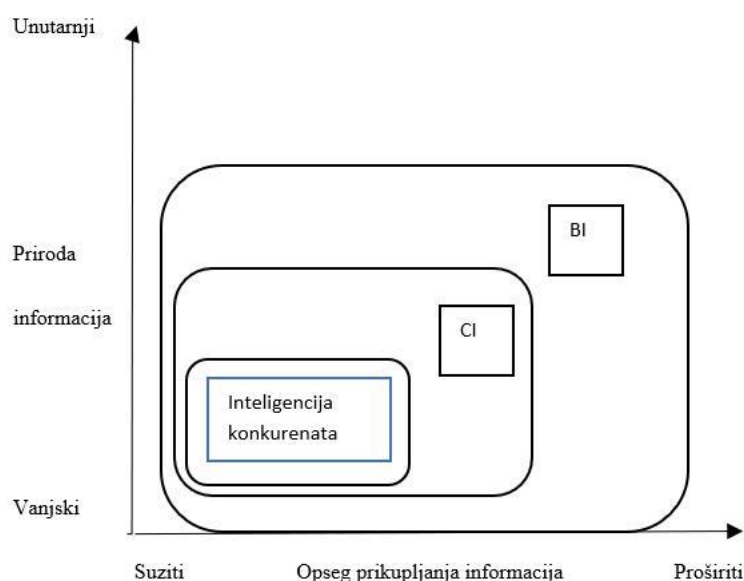 Unutarnji
BI
Priroda
informacija
CI
Inteligencija
konkurenata
Vanjski
Suziti Opseg prikupljanja informacija Proširiti